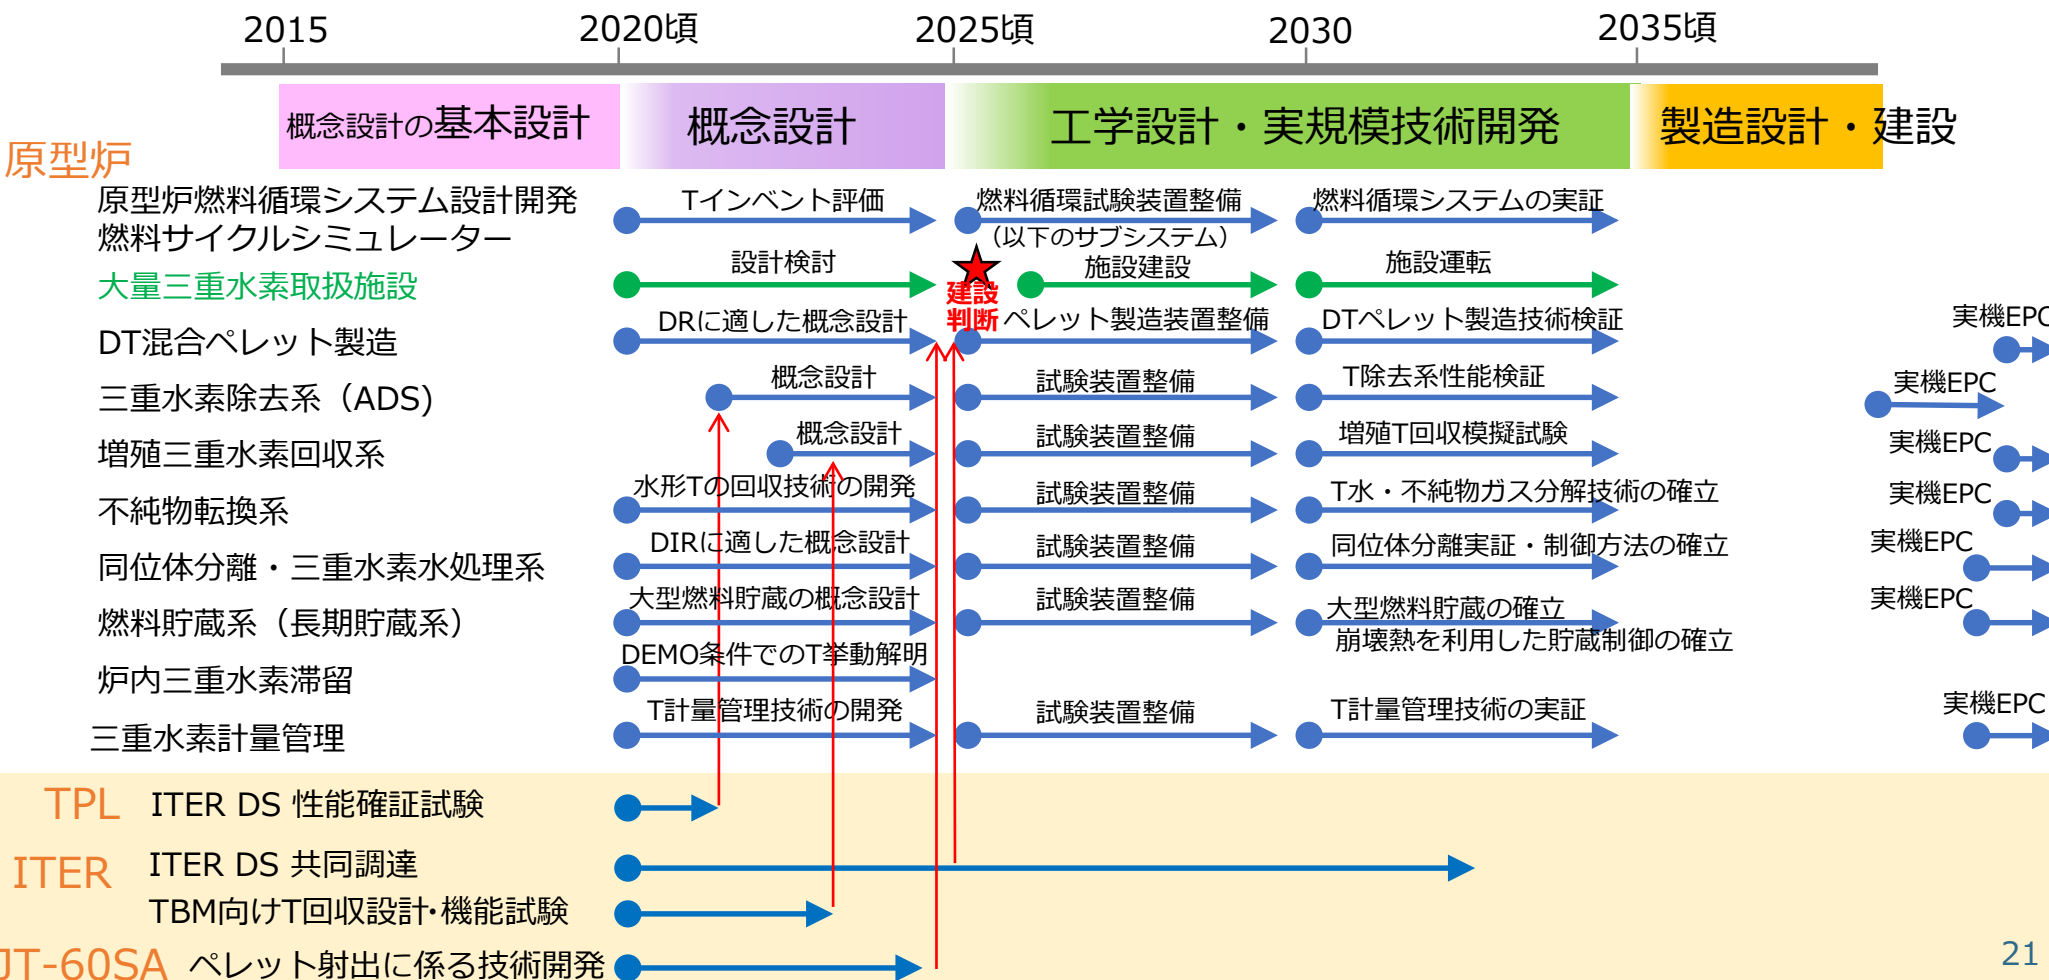 2015 2020頃 2025頃 2030 2035頃
概念設計の基本設計 概念設計 工学設計・実規模技術開発 製造設計・建設
原型炉
原型炉燃料循環システム設計開発 Tインベント評価 燃料循環試験装置整備 燃料循環システムの実証
燃料サイクルシミュレーター (以下のサブシステム)
大量三重水素取扱施設 設計検討 施設建設 施設運転
建設
判断
DT混合ペレット製造 DRに適した概念設計 ペレット製造装置整備 DTペレット製造技術検証 実機EPC
三重水素除去系（ADS) 概念設計 試験装置整備 T除去系性能検証 実機EPC
増殖三重水素回収系 概念設計 試験装置整備 増殖T回収模擬試験 実機EPC
不純物転換系 水形Tの回収技術の開発 試験装置整備 T水・不純物ガス分解技術の確立 実機EPC
同位体分離・三重水素水処理系 DIRに適した概念設計 試験装置整備 同位体分離実証・制御方法の確立 実機EPC
燃料貯蔵系（長期貯蔵系） 大型燃料貯蔵の概念設計 試験装置整備 大型燃料貯蔵の確立 実機EPC
崩壊熱を利用した貯蔵制御の確立
炉内三重水素滞留 DEMO条件でのT挙動解明
三重水素計量管理 T計量管理技術の開発 試験装置整備 T計量管理技術の実証 実機EPC
TPL ITER DS 性能確証試験
ITER ITER DS 共同調達
TBM向けT回収設計･機能試験
JT-60SA ペレット射出に係る技術開発
21